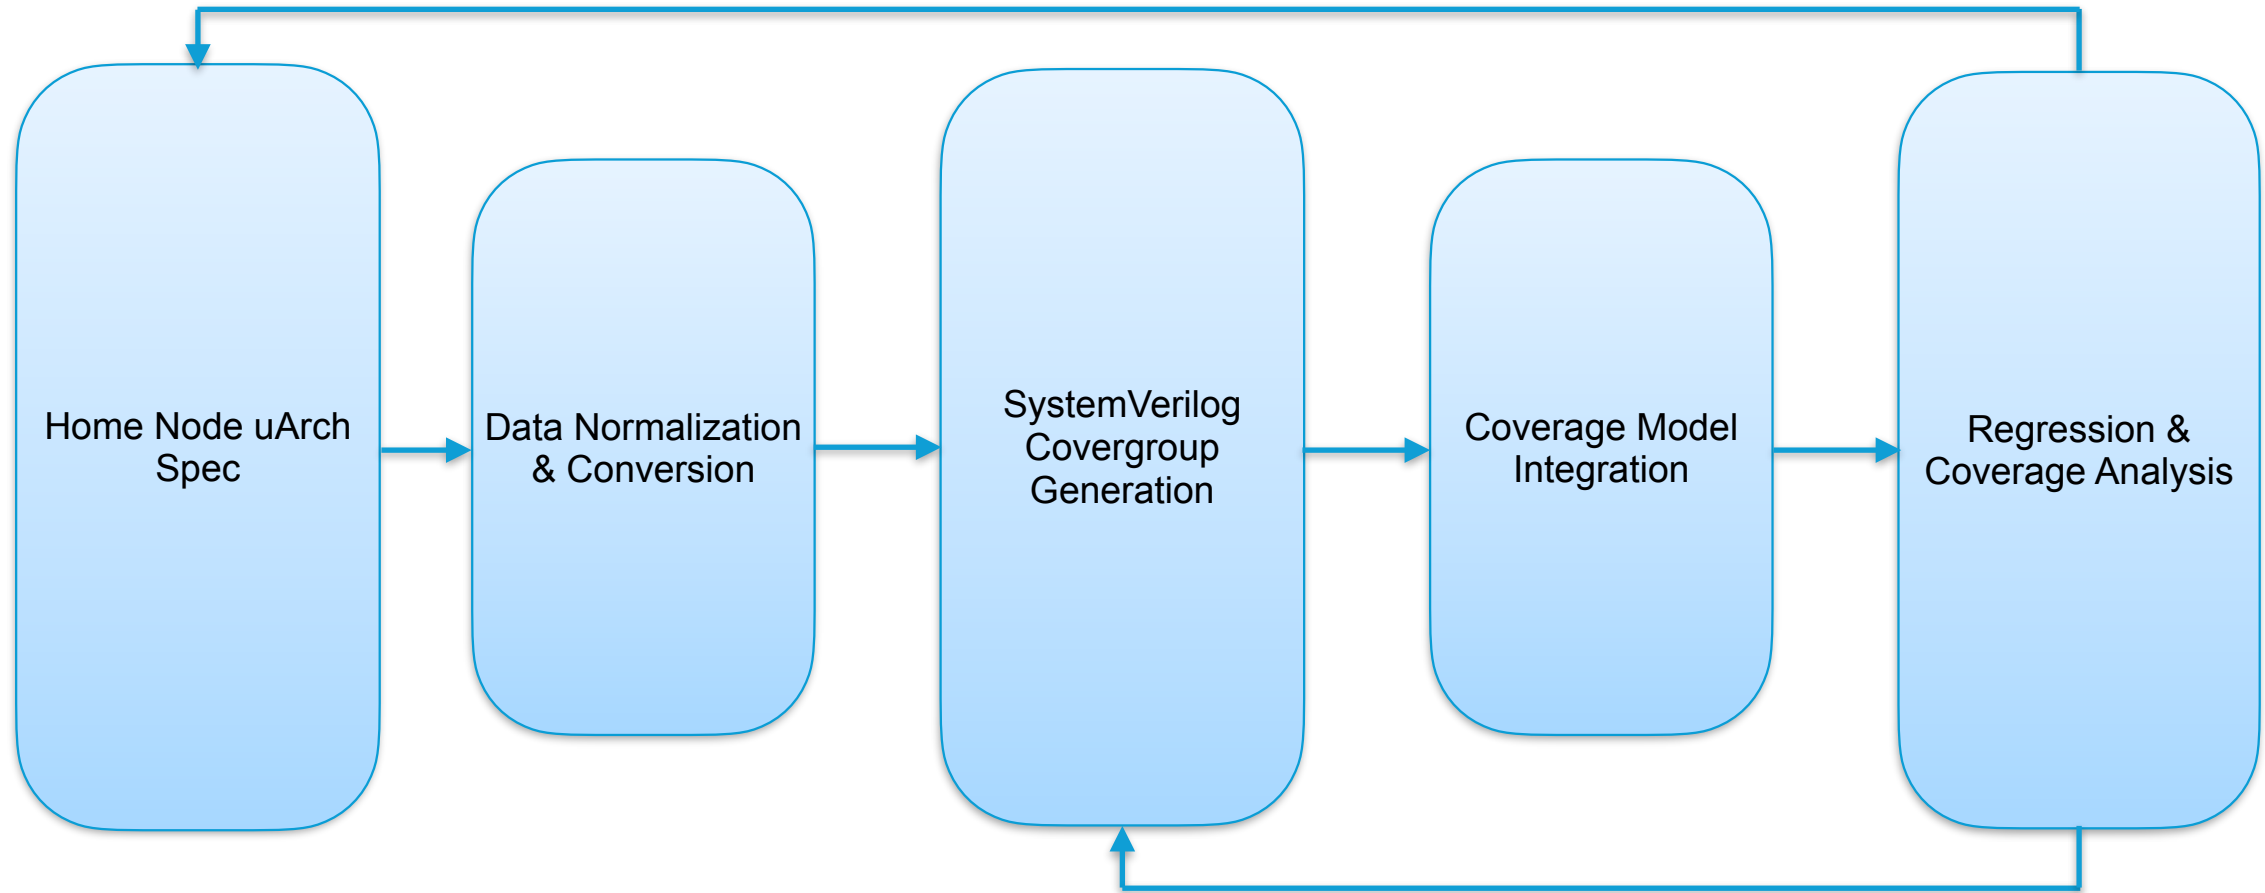 Home Node uArch
Spec
Data Normalization
& Conversion
SystemVerilog
Covergroup
Generation
Coverage Model
Integration
Regression &
Coverage Analysis